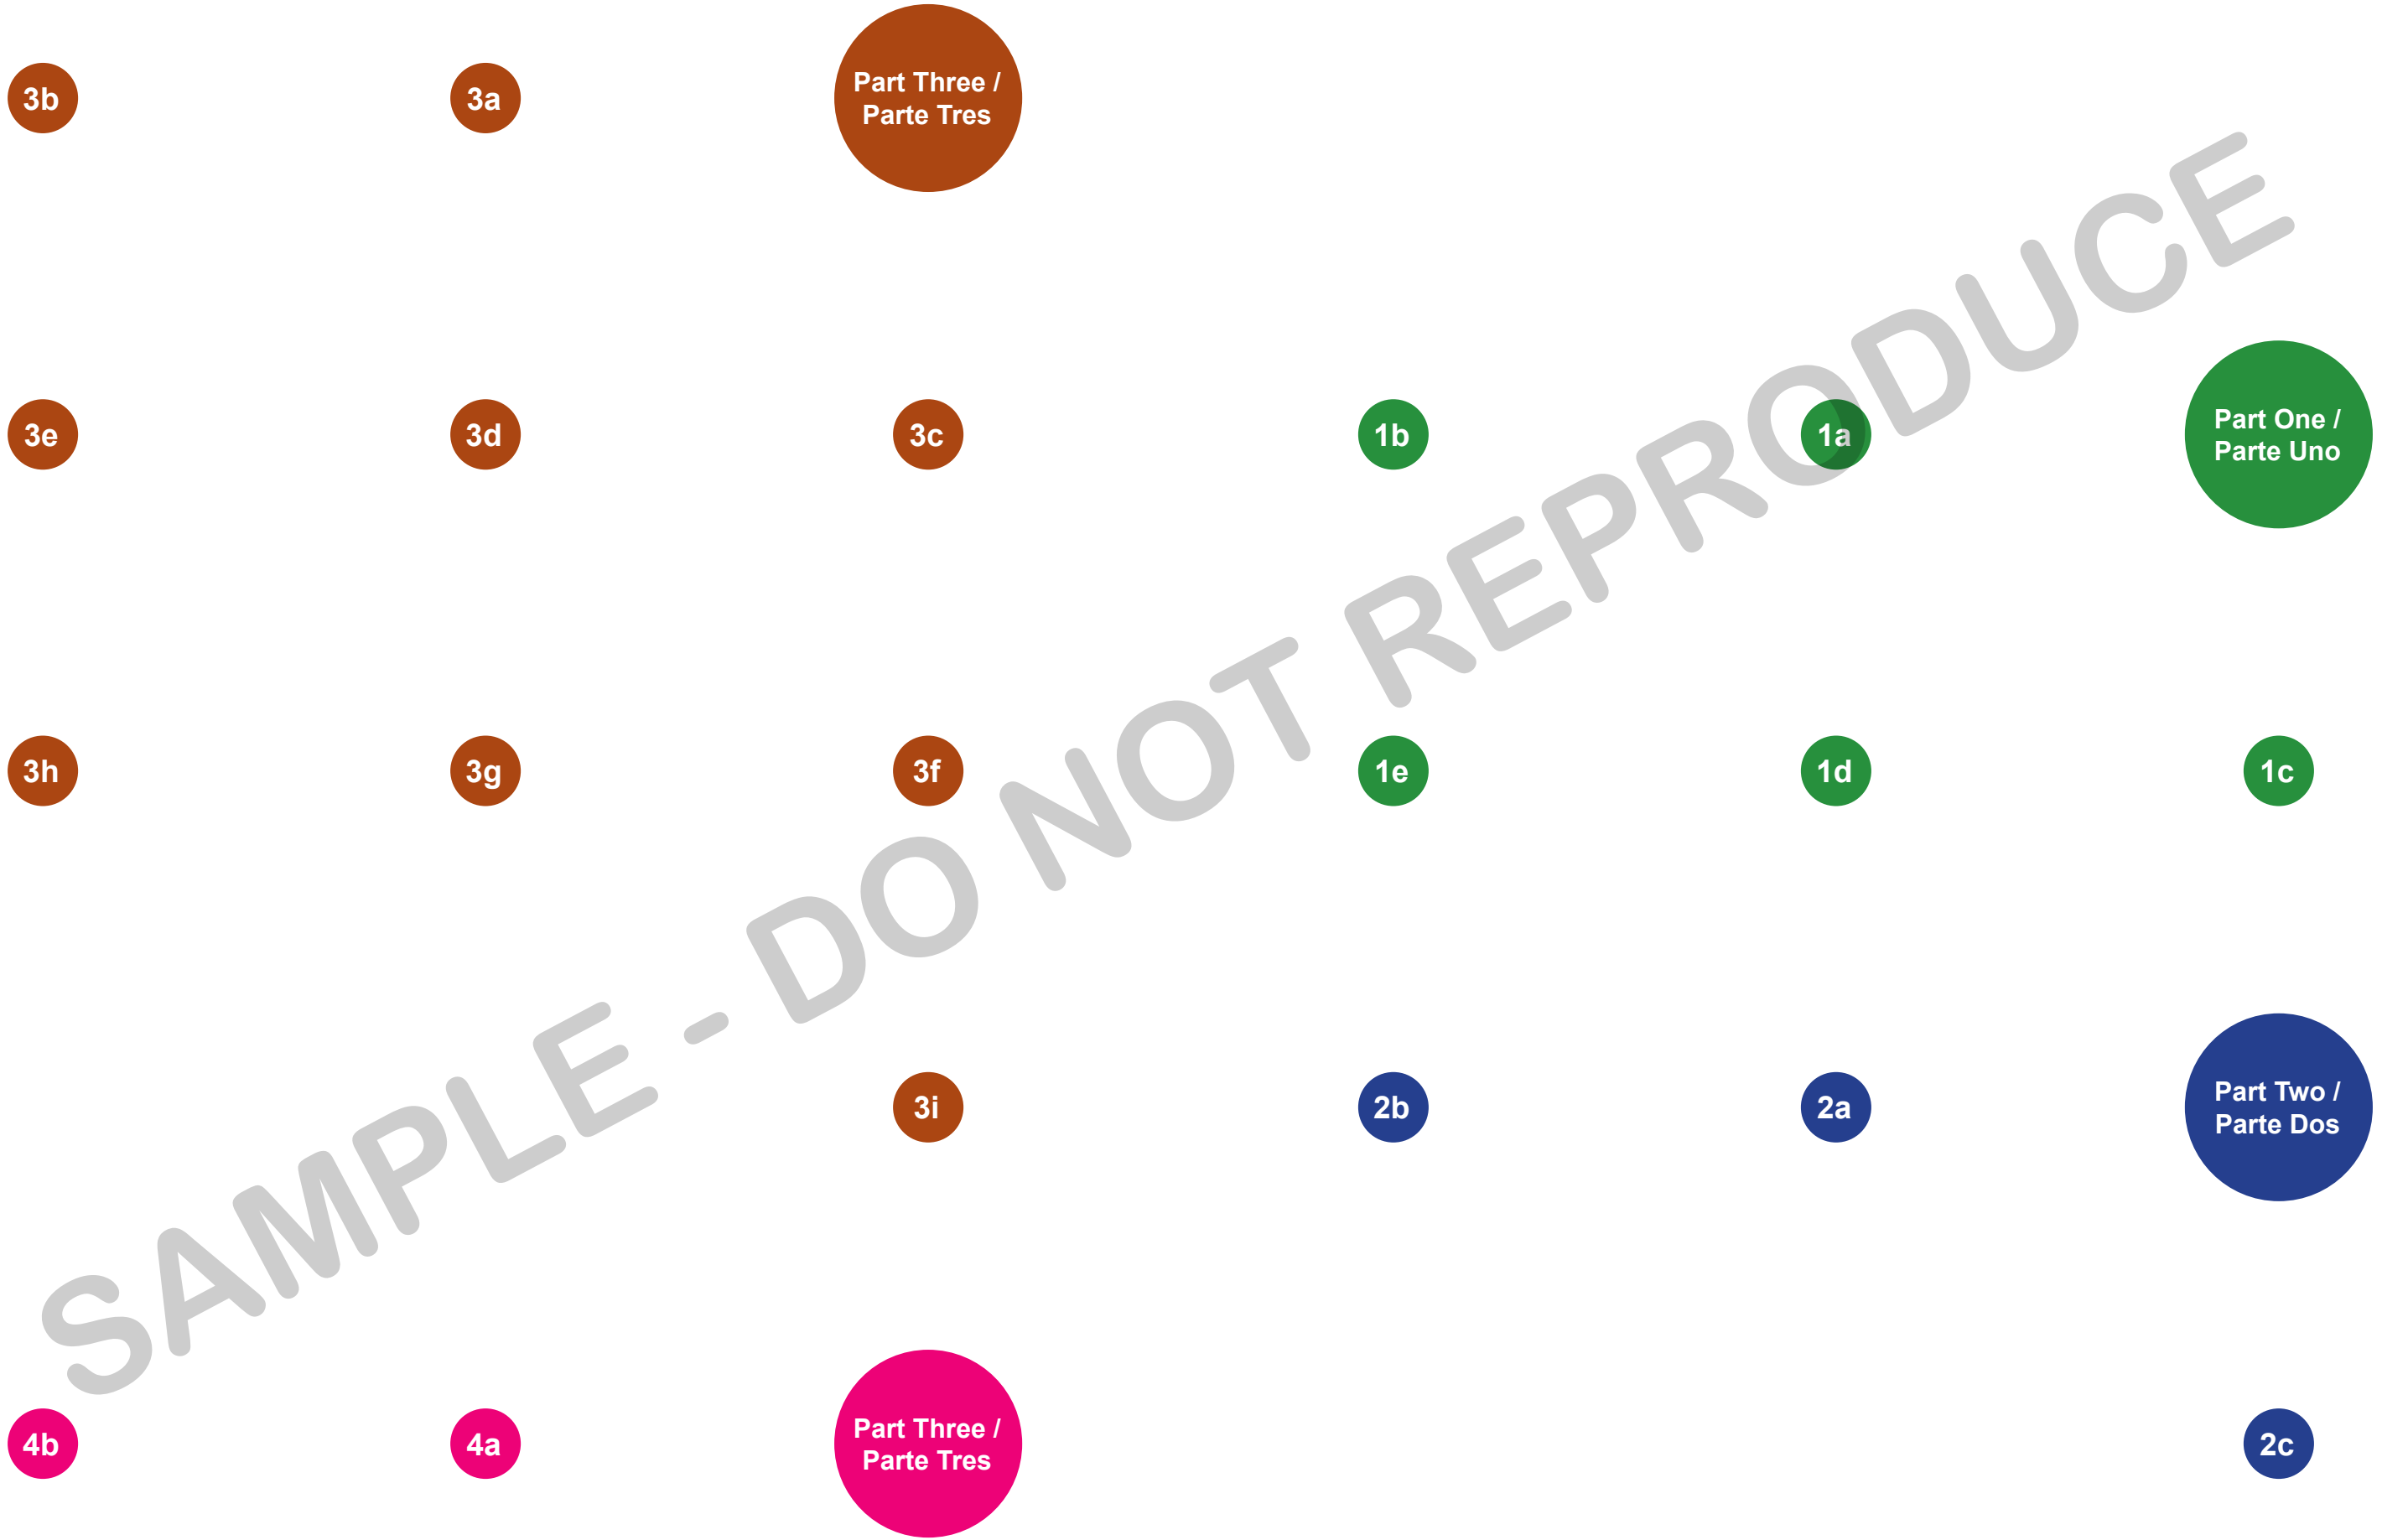 3b
3a
Part Three /
Parte Tres
3e
3d
3c
1b
1a
Part One /
Parte Uno
3h
3g
3f
1e
1d
1c
3i
2b
2a
Part Two /
Parte Dos
4b
4a
Part Three /
Parte Tres
2c
SAMPLE - DO NOT REPRODUCE